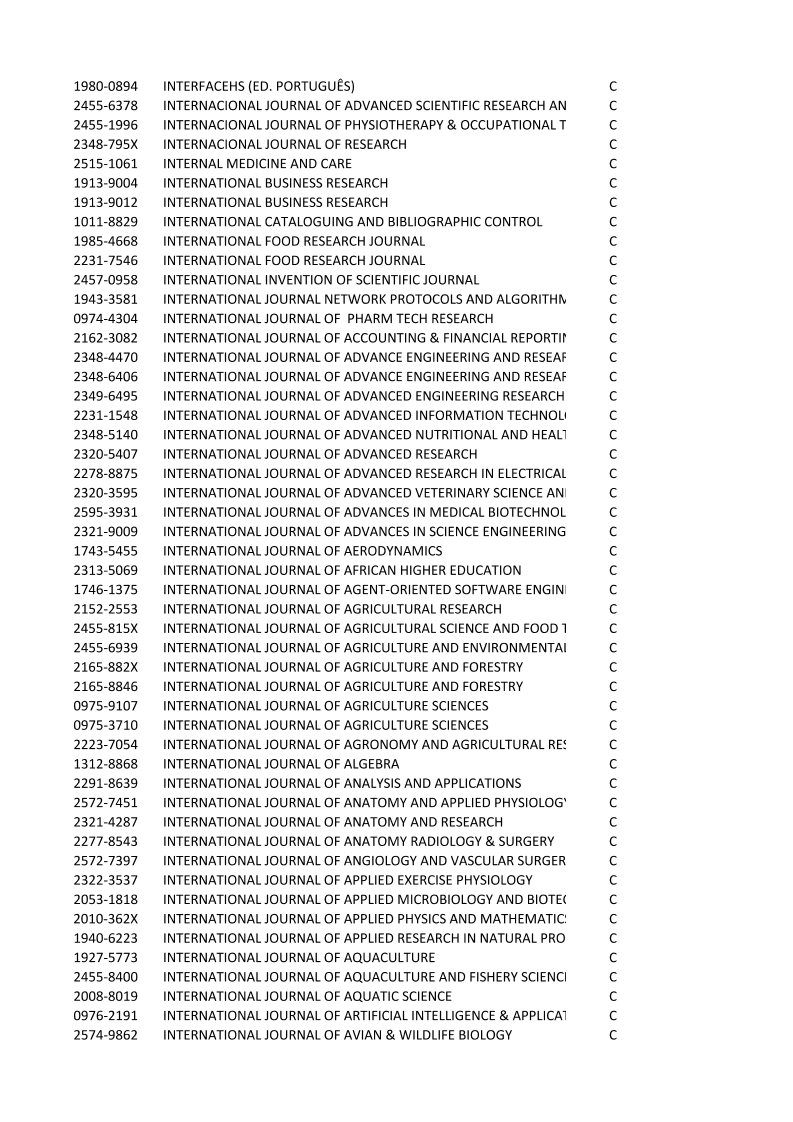 1980-0894 INTERFACEHS (ED. PORTUGUÊS) C
2455-6378 INTERNACIONAL JOURNAL OF ADVANCED SCIENTIFIC RESEARCH AN C
2455-1996 INTERNACIONAL JOURNAL OF PHYSIOTHERAPY & OCCUPATIONAL T C
2348-795X INTERNACIONAL JOURNAL OF RESEARCH C
2515-1061 INTERNAL MEDICINE AND CARE C
1913-9004 INTERNATIONAL BUSINESS RESEARCH C
1913-9012 INTERNATIONAL BUSINESS RESEARCH C
1011-8829 INTERNATIONAL CATALOGUING AND BIBLIOGRAPHIC CONTROL C
1985-4668 INTERNATIONAL FOOD RESEARCH JOURNAL C
2231-7546 INTERNATIONAL FOOD RESEARCH JOURNAL C
2457-0958 INTERNATIONAL INVENTION OF SCIENTIFIC JOURNAL C
1943-3581 INTERNATIONAL JOURNAL NETWORK PROTOCOLS AND ALGORITHM C
0974-4304 INTERNATIONAL JOURNAL OF  PHARM TECH RESEARCH C
2162-3082 INTERNATIONAL JOURNAL OF ACCOUNTING & FINANCIAL REPORTIN C
2348-4470 INTERNATIONAL JOURNAL OF ADVANCE ENGINEERING AND RESEAR C
2348-6406 INTERNATIONAL JOURNAL OF ADVANCE ENGINEERING AND RESEAR C
2349-6495 INTERNATIONAL JOURNAL OF ADVANCED ENGINEERING RESEARCH C
2231-1548 INTERNATIONAL JOURNAL OF ADVANCED INFORMATION TECHNOLO C
2348-5140 INTERNATIONAL JOURNAL OF ADVANCED NUTRITIONAL AND HEALT C
2320-5407 INTERNATIONAL JOURNAL OF ADVANCED RESEARCH C
2278-8875 INTERNATIONAL JOURNAL OF ADVANCED RESEARCH IN ELECTRICAL C
2320-3595 INTERNATIONAL JOURNAL OF ADVANCED VETERINARY SCIENCE AN C
2595-3931 INTERNATIONAL JOURNAL OF ADVANCES IN MEDICAL BIOTECHNOL C
2321-9009 INTERNATIONAL JOURNAL OF ADVANCES IN SCIENCE ENGINEERING C
1743-5455 INTERNATIONAL JOURNAL OF AERODYNAMICS C
2313-5069 INTERNATIONAL JOURNAL OF AFRICAN HIGHER EDUCATION C
1746-1375 INTERNATIONAL JOURNAL OF AGENT-ORIENTED SOFTWARE ENGIN C
2152-2553 INTERNATIONAL JOURNAL OF AGRICULTURAL RESEARCH C
2455-815X INTERNATIONAL JOURNAL OF AGRICULTURAL SCIENCE AND FOOD T C
2455-6939 INTERNATIONAL JOURNAL OF AGRICULTURE AND ENVIRONMENTAL C
2165-882X INTERNATIONAL JOURNAL OF AGRICULTURE AND FORESTRY C
2165-8846 INTERNATIONAL JOURNAL OF AGRICULTURE AND FORESTRY C
0975-9107 INTERNATIONAL JOURNAL OF AGRICULTURE SCIENCES C
0975-3710 INTERNATIONAL JOURNAL OF AGRICULTURE SCIENCES C
2223-7054 INTERNATIONAL JOURNAL OF AGRONOMY AND AGRICULTURAL RES C
1312-8868 INTERNATIONAL JOURNAL OF ALGEBRA C
2291-8639 INTERNATIONAL JOURNAL OF ANALYSIS AND APPLICATIONS C
2572-7451 INTERNATIONAL JOURNAL OF ANATOMY AND APPLIED PHYSIOLOGY C
2321-4287 INTERNATIONAL JOURNAL OF ANATOMY AND RESEARCH C
2277-8543 INTERNATIONAL JOURNAL OF ANATOMY RADIOLOGY & SURGERY C
2572-7397 INTERNATIONAL JOURNAL OF ANGIOLOGY AND VASCULAR SURGER C
2322-3537 INTERNATIONAL JOURNAL OF APPLIED EXERCISE PHYSIOLOGY C
2053-1818 INTERNATIONAL JOURNAL OF APPLIED MICROBIOLOGY AND BIOTEC C
2010-362X INTERNATIONAL JOURNAL OF APPLIED PHYSICS AND MATHEMATICS C
1940-6223 INTERNATIONAL JOURNAL OF APPLIED RESEARCH IN NATURAL PRO C
1927-5773 INTERNATIONAL JOURNAL OF AQUACULTURE C
2455-8400 INTERNATIONAL JOURNAL OF AQUACULTURE AND FISHERY SCIENCE C
2008-8019 INTERNATIONAL JOURNAL OF AQUATIC SCIENCE C
0976-2191 INTERNATIONAL JOURNAL OF ARTIFICIAL INTELLIGENCE & APPLICAT C
2574-9862 INTERNATIONAL JOURNAL OF AVIAN & WILDLIFE BIOLOGY C